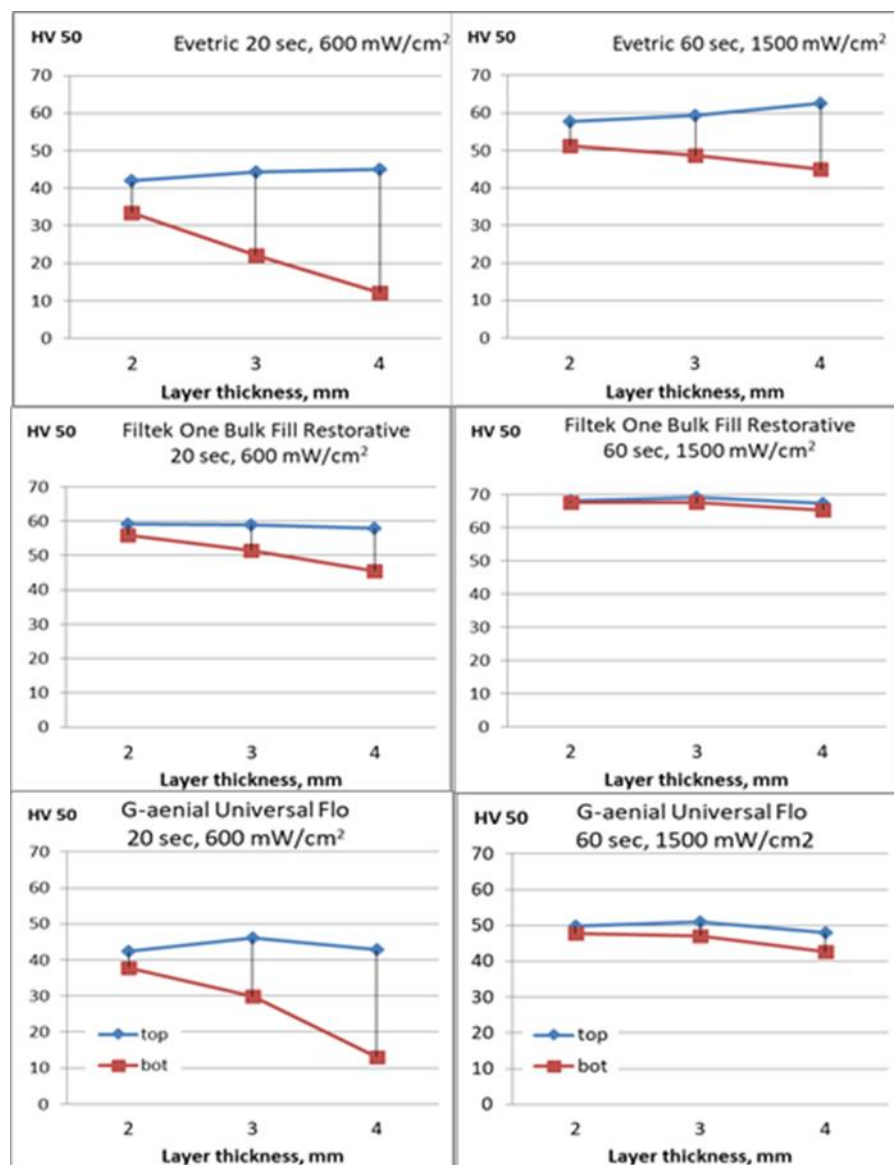 HV 50
Evetric 20 sec, 600 mW/cm²
70
60
50
40
30
20
10
0
2 3 4
Layer thickness, mm
HV 50
Evetric 60 sec, 1500 mW/cm²
70
60
50
40
30
20
10
0
2 3 4
Layer thickness, mm
HV 50
Filtek One Bulk Fill Restorative
20 sec, 600 mW/cm²
70
60
50
40
30
20
10
0
2 3 4
Layer thickness, mm
HV 50
Filtek One Bulk Fill Restorative
60 sec, 1500 mW/cm²
70
60
50
40
30
20
10
0
2 3 4
Layer thickness, mm
HV 50
G-aenial Universal Flo
20 sec, 600 mW/cm²
70
60
50
40
30
20
10
0
top
bot
2 3 4
Layer thickness, mm
HV 50
G-aenial Universal Flo
60 sec, 1500 mW/cm2
70
60
50
40
30
20
10
0
top
bot
2 3 4
Layer thickness, mm